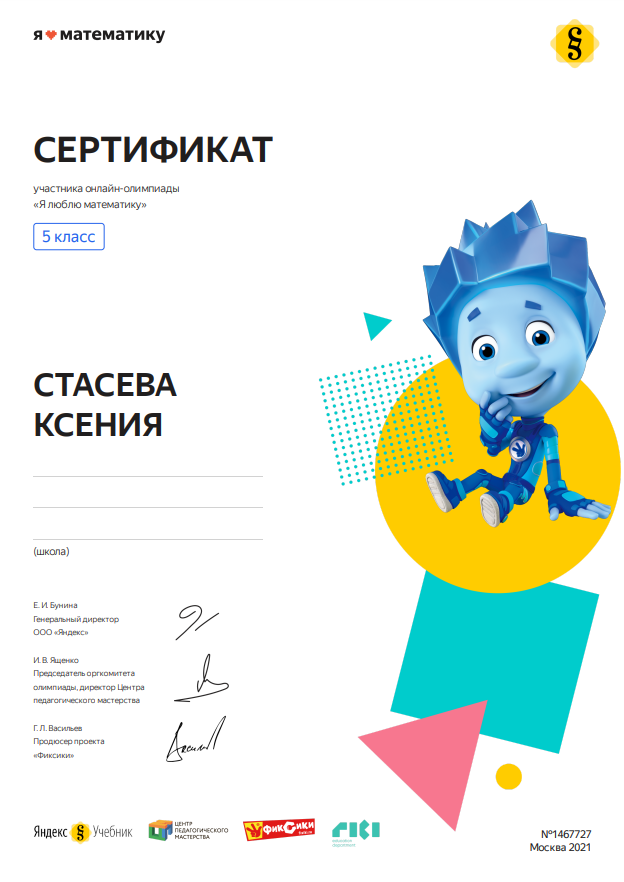 я❤математику
§
СЕРТИФИКАТ
участника онлайн-олимпиады
«Я люблю математику»
5 класс
СТАСЕВА
КСЕНИЯ
(школа)
Е. И. Бунина
Генеральный директор
ООО «Яндекс»
И. В. Ященко
Председатель оргкомитета
олимпиады, директор Центра
педагогического мастерства
Г. Л. Васильев
Продюсер проекта
«Фиксики»
Яндекс § Учебник
ЦЕНТР
ПЕДАГОГИЧЕСКОГО
МАСТЕРСТВА
ФИКСИКИ
РІКІ
№1467727
Москва 2021